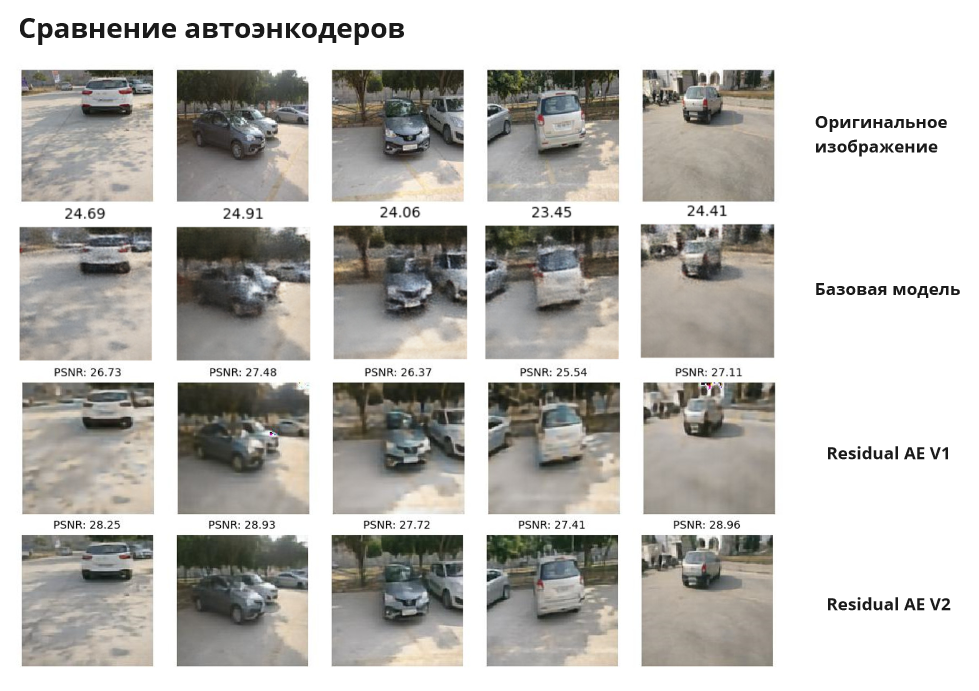 Сравнение автоэнкодеров
Оригинальное
изображение
24.69 24.91 24.06 23.45 24.41
Базовая модель
PSNR: 26.73 PSNR: 27.48 PSNR: 26.37 PSNR: 25.54 PSNR: 27.11
Residual AE V1
PSNR: 28.25 PSNR: 28.93 PSNR: 27.72 PSNR: 27.41 PSNR: 28.96
Residual AE V2